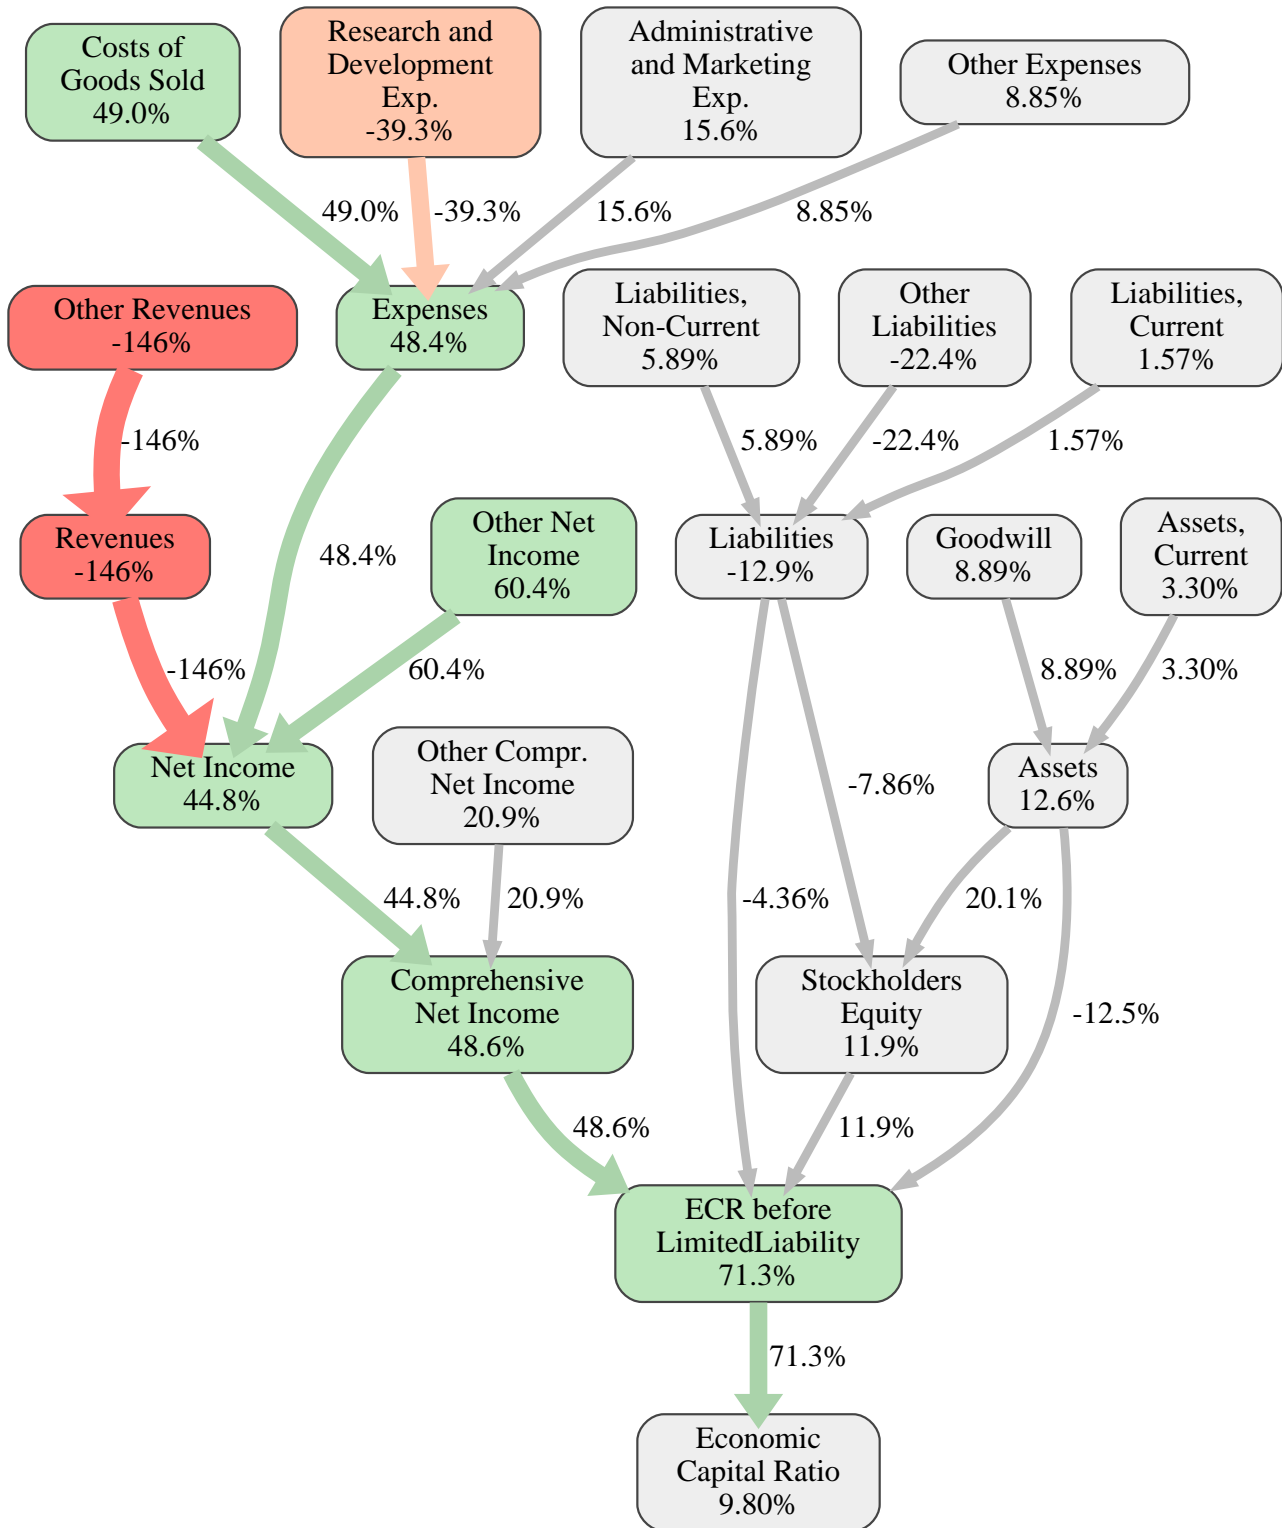 Costs of
Goods Sold
49.0%
Research and
Development
Exp.
-39.3%
Administrative
and Marketing
Exp.
15.6%
Other Expenses
8.85%
49.0%
-39.3%
15.6%
8.85%
Other Revenues
-146%
Expenses
48.4%
Liabilities,
Non-Current
5.89%
Other
Liabilities
-22.4%
Liabilities,
Current
1.57%
-146%
5.89%
-22.4%
1.57%
Revenues
-146%
48.4%
Other Net
Income
60.4%
Liabilities
-12.9%
Goodwill
8.89%
Assets,
Current
3.30%
-146%
60.4%
8.89%
3.30%
Net Income
44.8%
Other Compr.
Net Income
20.9%
-7.86%
Assets
12.6%
44.8%
20.9%
-4.36%
20.1%
Comprehensive
Net Income
48.6%
Stockholders
Equity
11.9%
-12.5%
48.6%
11.9%
ECR before
LimitedLiability
71.3%
71.3%
Economic
Capital Ratio
9.80%